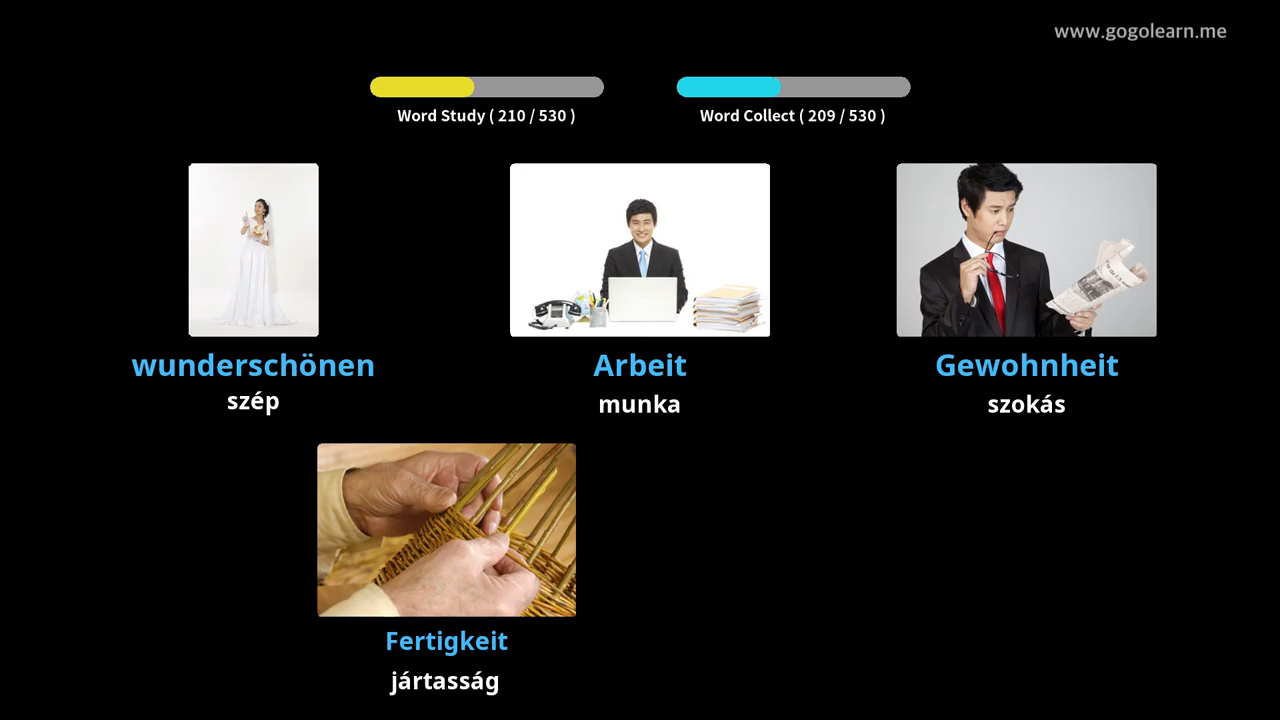 www.gogolearn.me
Word Study ( 210 / 530 )
Word Collect ( 209 / 530 )
wunderschönen
szép
Arbeit
munka
Gewohnheit
szokás
Fertigkeit
jártasság